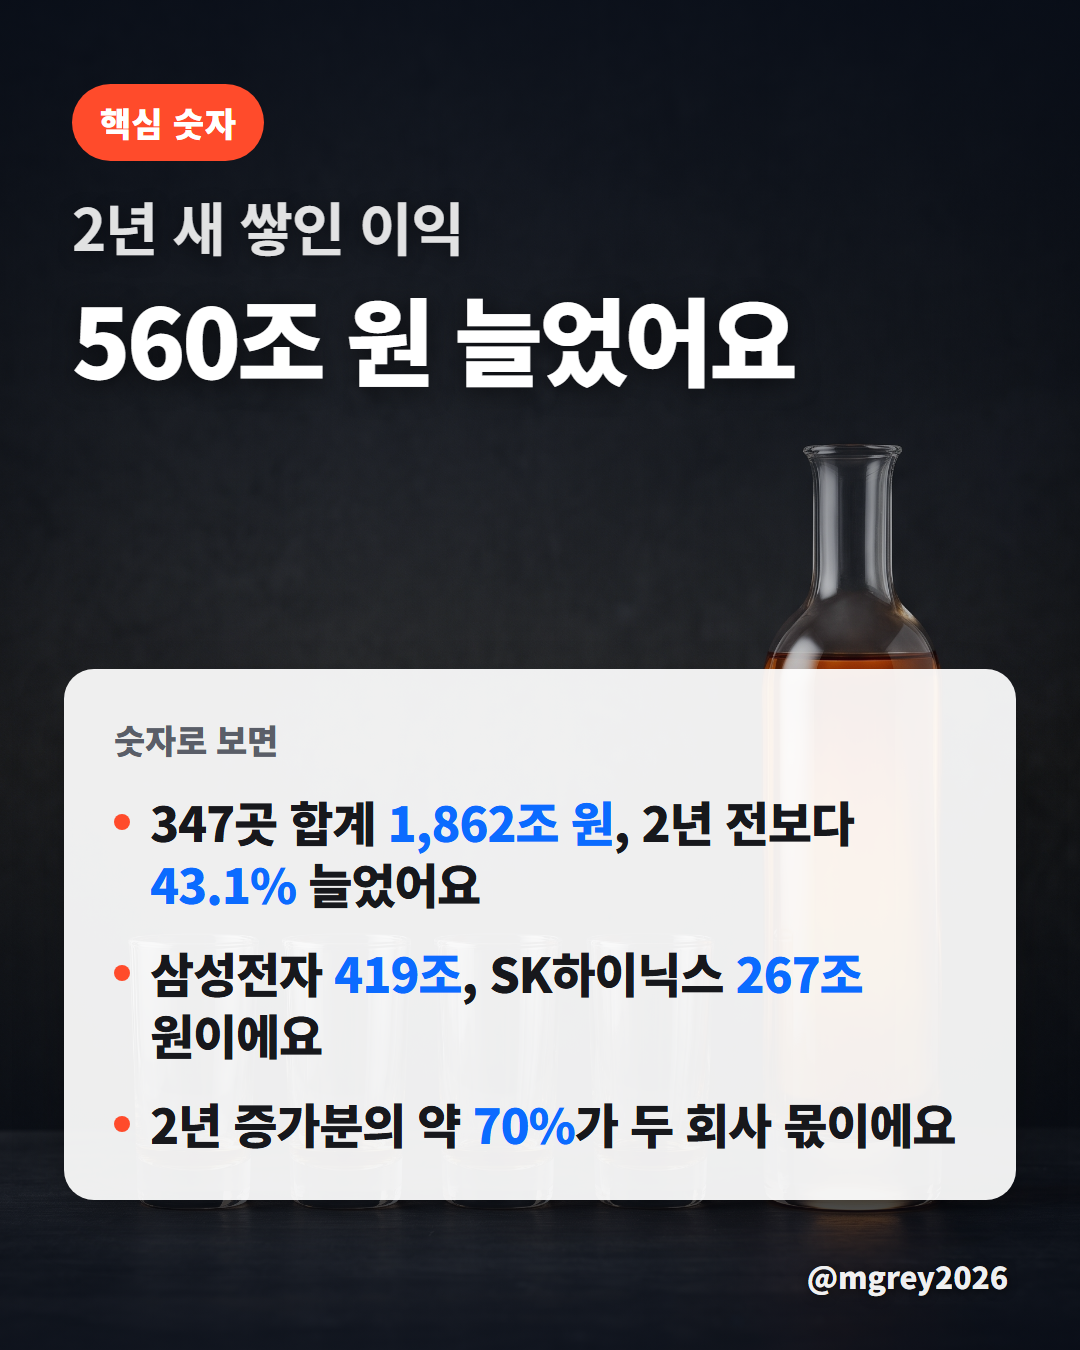 핵심 숫자
2년 새 쌓인 이익
560조 원 늘었어요
숫자로 보면
• 347곳 합계 1,862조 원, 2년 전보다
43.1% 늘었어요
• 삼성전자 419조, SK하이닉스 267조
원이에요
• 2년 증가분의 약 70%가 두 회사 몫이에요
@mgrey2026